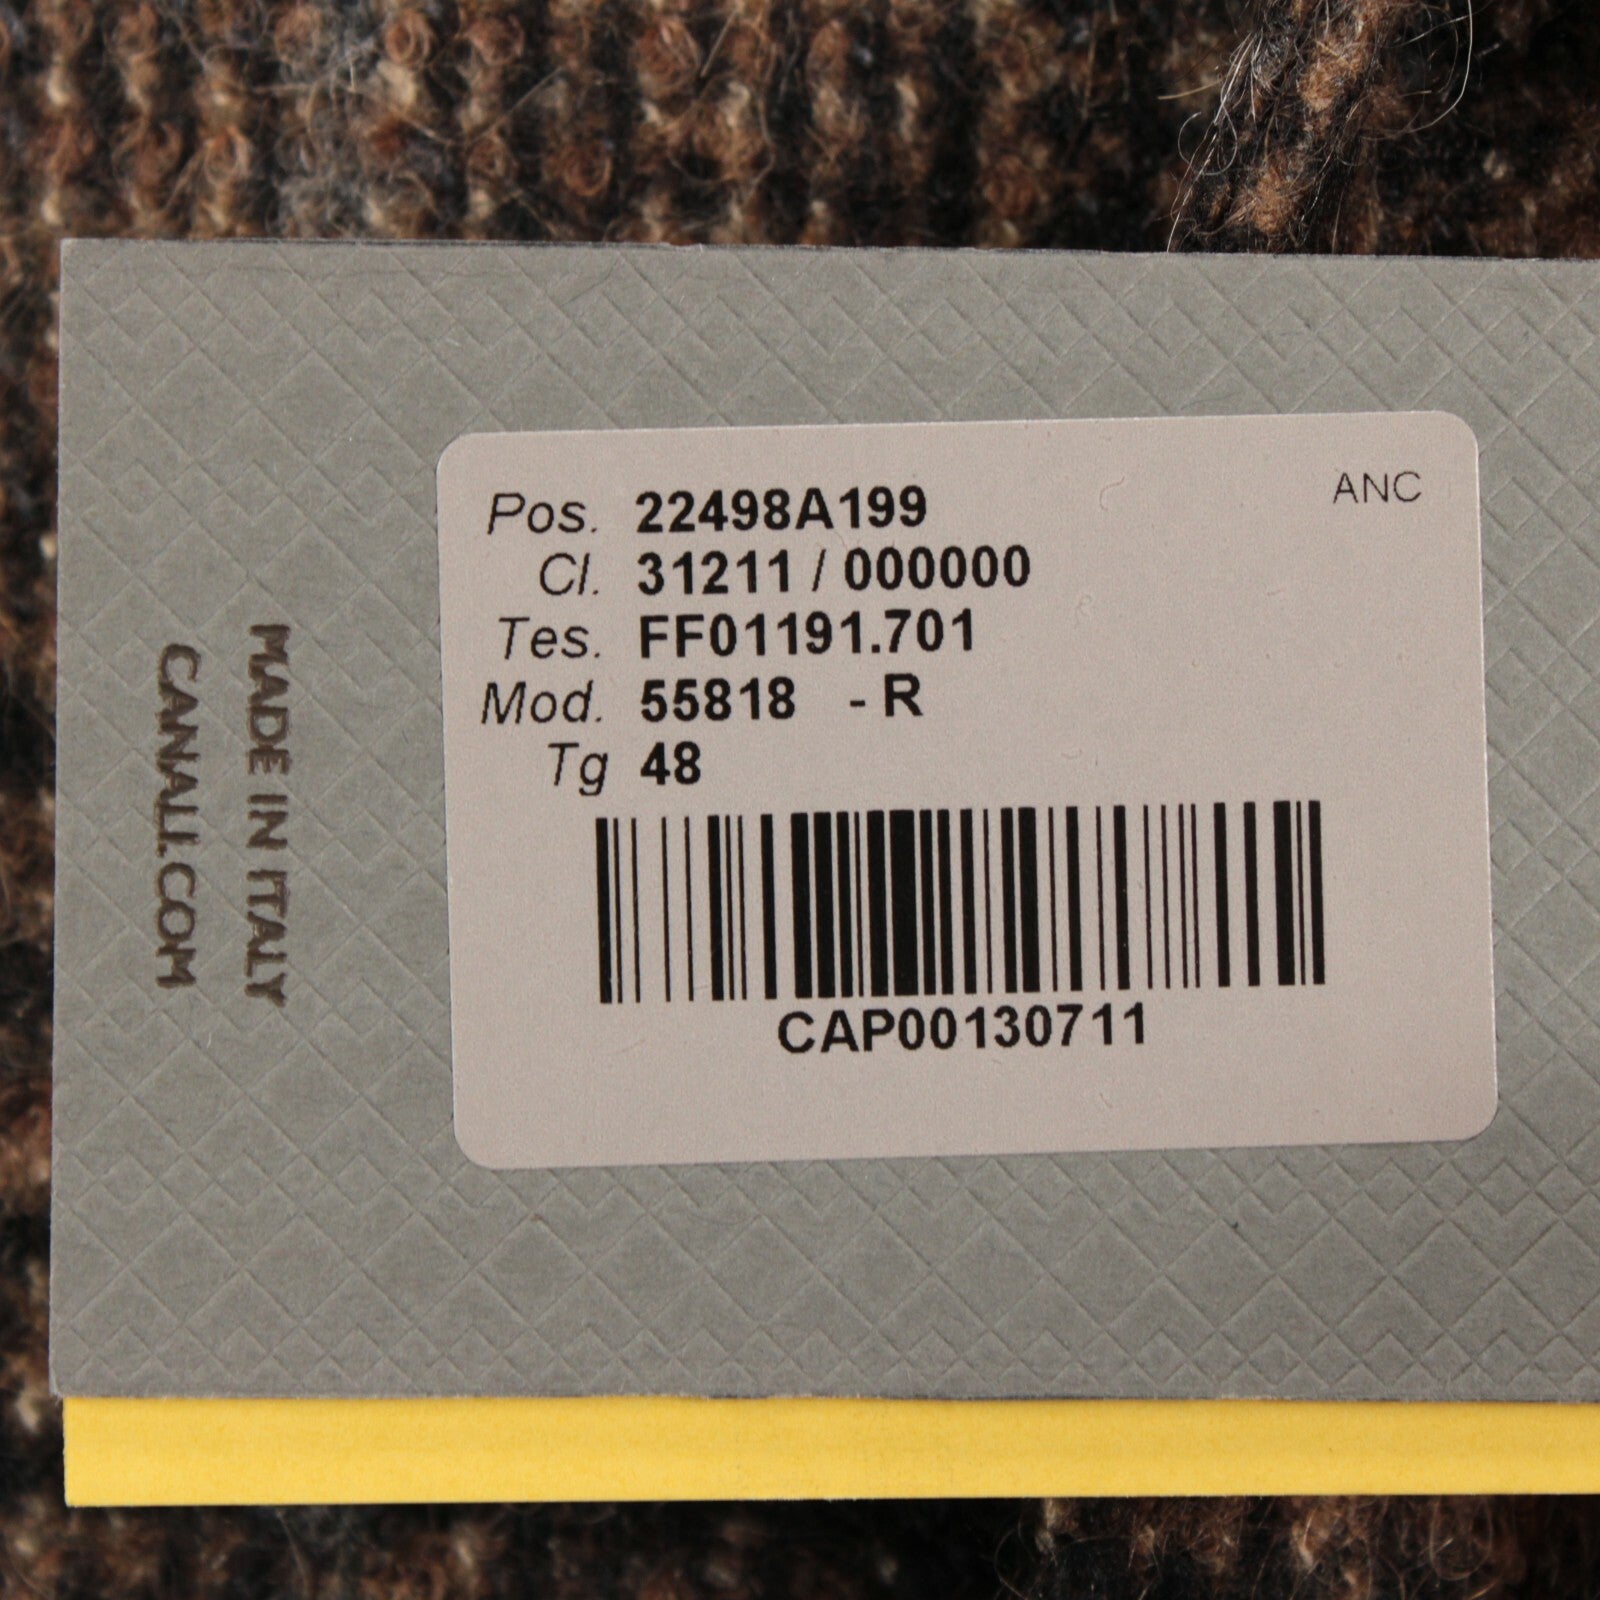 MADE IN ITALY
CANALI.COM
ANC
Pos. 22498A199
Cl. 31211 / 000000
Tes. FF01191.701
Mod. 55818 - R
Tg 48
CAP00130711